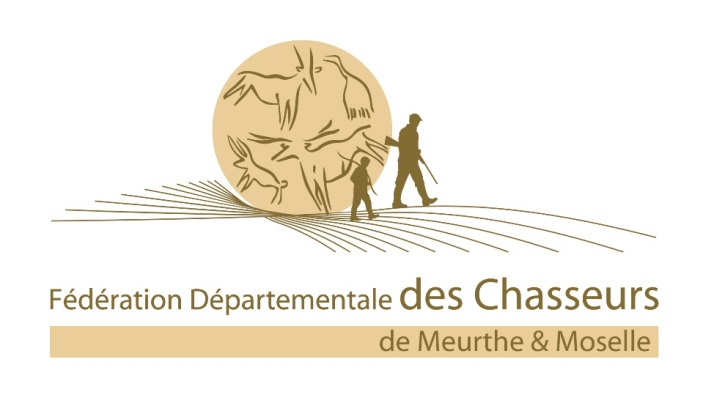 Fédération Départementale des Chasseurs
de Meurthe & Moselle